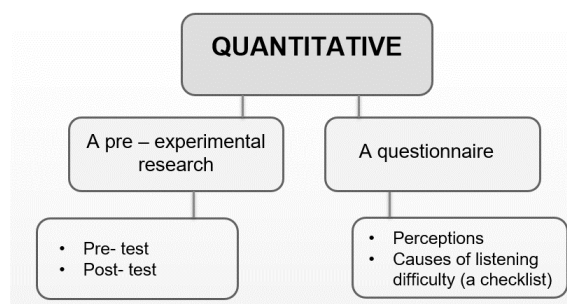 QUANTITATIVE
A pre – experimental
research
A questionnaire
• Pre- test
• Post- test
• Perceptions
• Causes of listening
difficulty (a checklist)